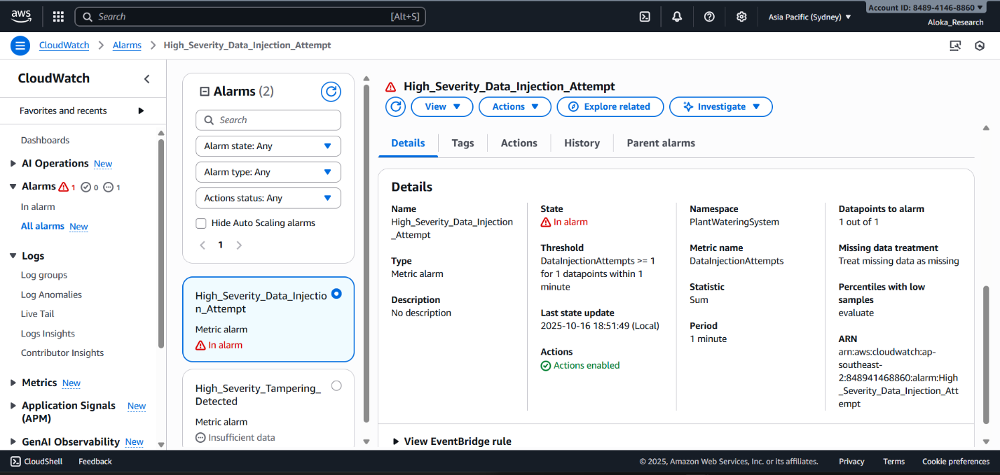 aws
Search [Alt+S]
Asia Pacific (Sydney)
Account ID: 8489-4146-8860
Aloka_Research
CloudWatch
Alarms
High_Severity_Data_Injection_Attempt
CloudWatch
Favorites and recents
Dashboards
AI Operations New
Alarms 1 0 1
In alarm
All alarms New
Logs
Log groups
Log Anomalies
Live Tail
Logs Insights
Contributor Insights
Metrics New
Application Signals New
(APM)
GenAI Observability New
Alarms (2)
Search
Alarm state: Any
Alarm type: Any
Actions status: Any
Hide Auto Scaling alarms
1
High_Severity_Data_Injectio
n_Attempt
Metric alarm
In alarm
High_Severity_Tampering_
Detected
Metric alarm
Insufficient data
High_Severity_Data_Injection_Attempt
View Actions Explore related Investigate
Details Tags Actions History Parent alarms
Details
Name
High_Severity_Data_Injection
_Attempt
Type
Metric alarm
Description
No description
State
In alarm
Threshold
DataInjectionAttempts >= 1
for 1 datapoints within 1
minute
Last state update
2025-10-16 18:51:49 (Local)
Actions
Actions enabled
Namespace
PlantWateringSystem
Metric name
DataInjectionAttempts
Statistic
Sum
Period
1 minute
Datapoints to alarm
1 out of 1
Missing data treatment
Treat missing data as missing
Percentiles with low
samples
evaluate
ARN
arn:aws:cloudwatch:ap-
southeast-
2:848941468860:alarm:High
_Severity_Data_Injection_Att
empt
View EventBridge rule
CloudShell Feedback
© 2025, Amazon Web Services, Inc. or its affiliates. Privacy Terms Cookie preferences